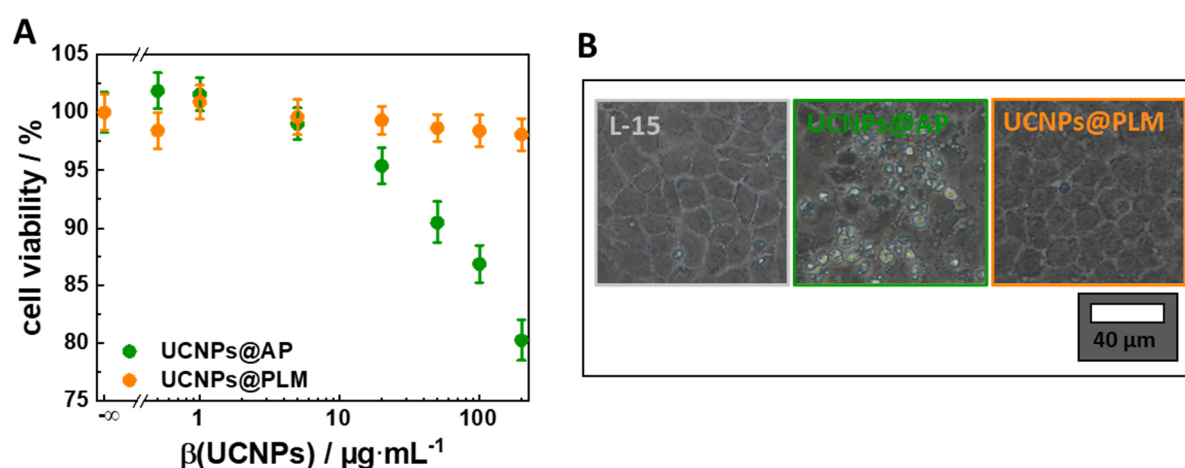 A
105
100
95
90
85
80
75
cell viability / %
UCNPs@AP
UCNPs@PLM
-∞
1
10
100
β(UCNPs) / µg·mL⁻¹
B
L-15
UCNPs@AP
UCNPs@PLM
40 µm